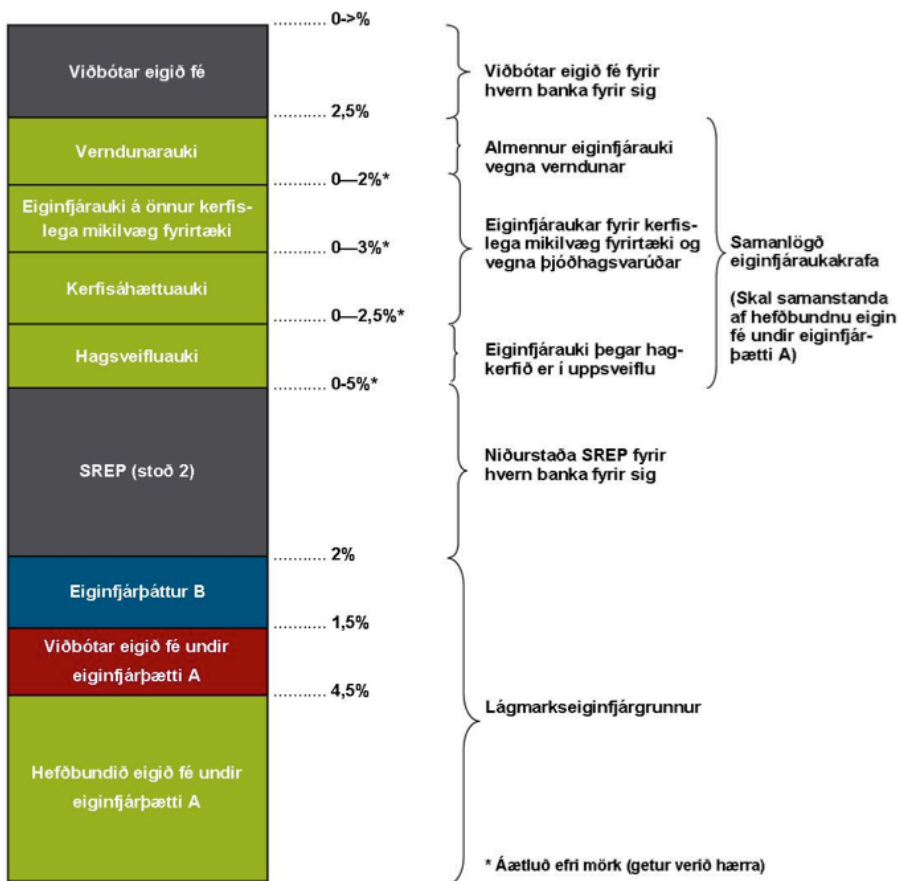 0->%
Viðbótar eigið fé
Viðbótar eigið fé fyrir
hvern banka fyrir sig
2,5%
Verndunarauki
Almennur eiginfjárauki
vegna verndunar
0—2%*
Eiginfjárauki á önnur kerfis-
lega mikilvæg fyrirtæki
Eiginfjáraukar fyrir kerfis-
lega mikilvæg fyrirtæki og
vegna þjóðhagsvarúðar
0—3%*
Kerfisáhættuauki
0—2,5%*
Samanlögð
eiginfjáraukakrafa
(Skal samanstanda
af hefðbundnu eigin
fé undir eiginfjár-
þætti A)
Hagsveifluauki
Eiginfjárauki þegar hag-
kerfið er í uppsveiflu
0-5%*
SREP (stoð 2)
Niðurstaða SREP fyrir
hvern banka fyrir sig
2%
Eiginfjárþáttur B
1,5%
Viðbótar eigið fé undir
eiginfjárþætti A
4,5%
Lágmarkseiginfjárgrunnur
Hefðbundið eigið fé undir
eiginfjárþætti A
* Áætluð efri mörk (getur verið hærra)